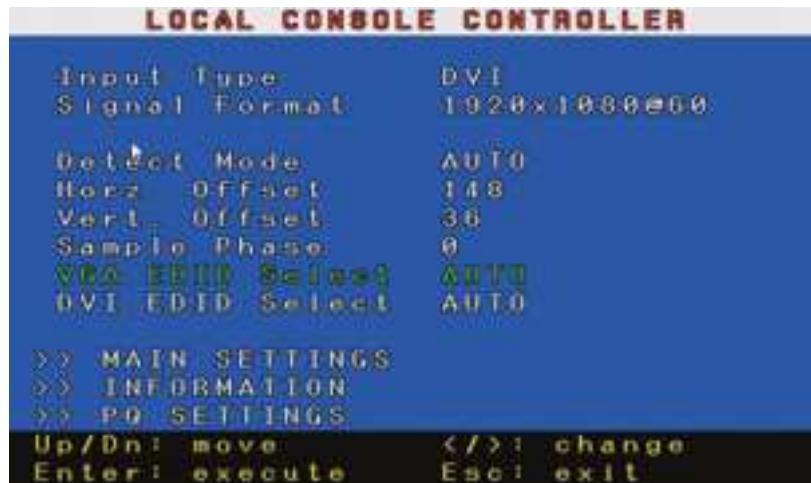 LOCAL CONSOLE CONTROLLER
Input Type DVI
Signal Format 1920x1080@60
Detect Mode AUTO
Horz. Offset 148
Vert. Offset 36
Sample Phase 0
VGA EDID Select AUTO
DVI EDID Select AUTO
>> MAIN SETTINGS
>> INFORMATION
>> PQ SETTINGS
Up/Dn: move </>: change
Enter: execute Esc: exit